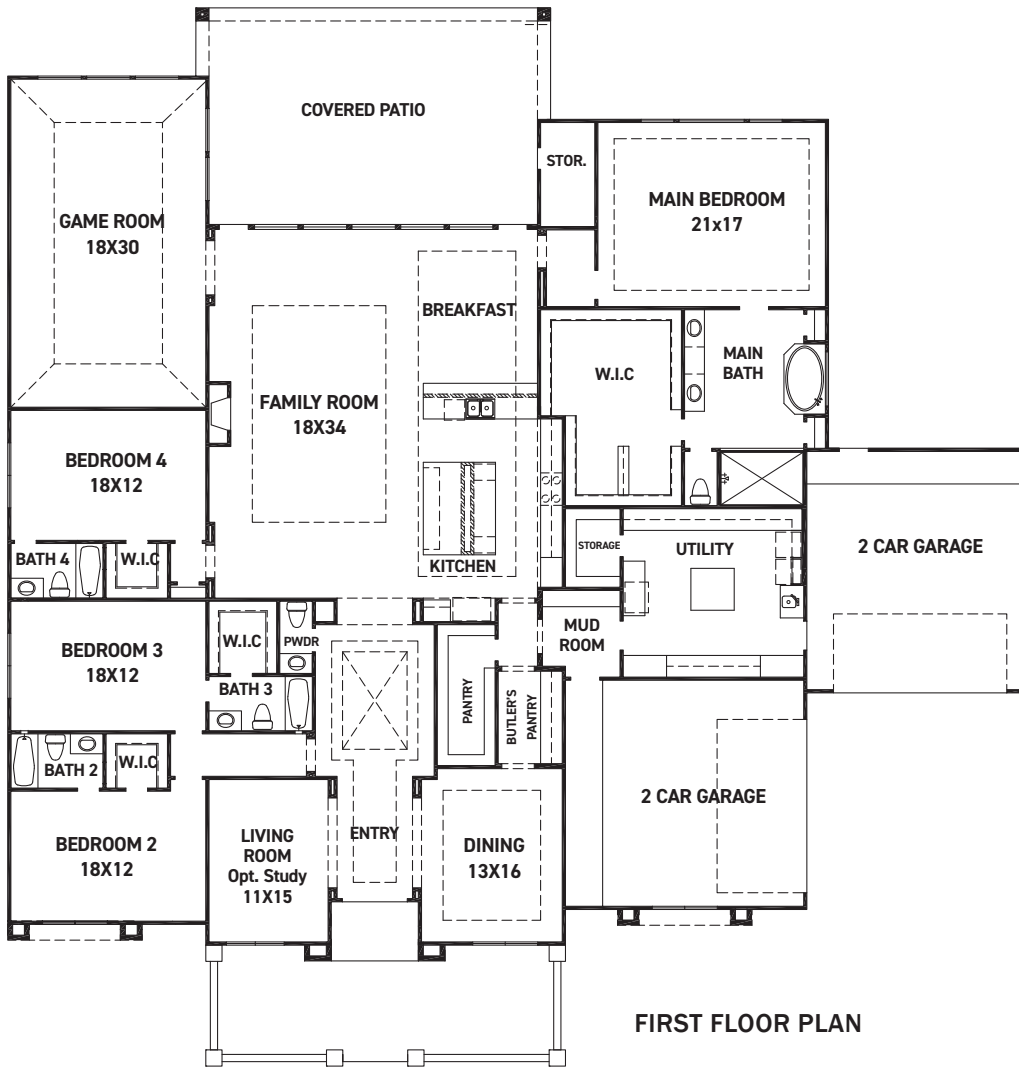 COVERED PATIO
STOR.
MAIN BEDROOM
21x17
GAME ROOM
18X30
BREAKFAST
MAIN
BATH
W.I.C
FAMILY ROOM
18X34
BEDROOM 4
18X12
BATH 4
W.I.C
KITCHEN
STORAGE
UTILITY
2 CAR GARAGE
MUD
ROOM
BEDROOM 3
18X12
W.I.C
PWDR
BATH 3
PANTRY
BUTLER'S
PANTRY
BATH 2
W.I.C
2 CAR GARAGE
BEDROOM 2
18X12
LIVING
ROOM
Opt. Study
11X15
ENTRY
DINING
13X16
FIRST FLOOR PLAN